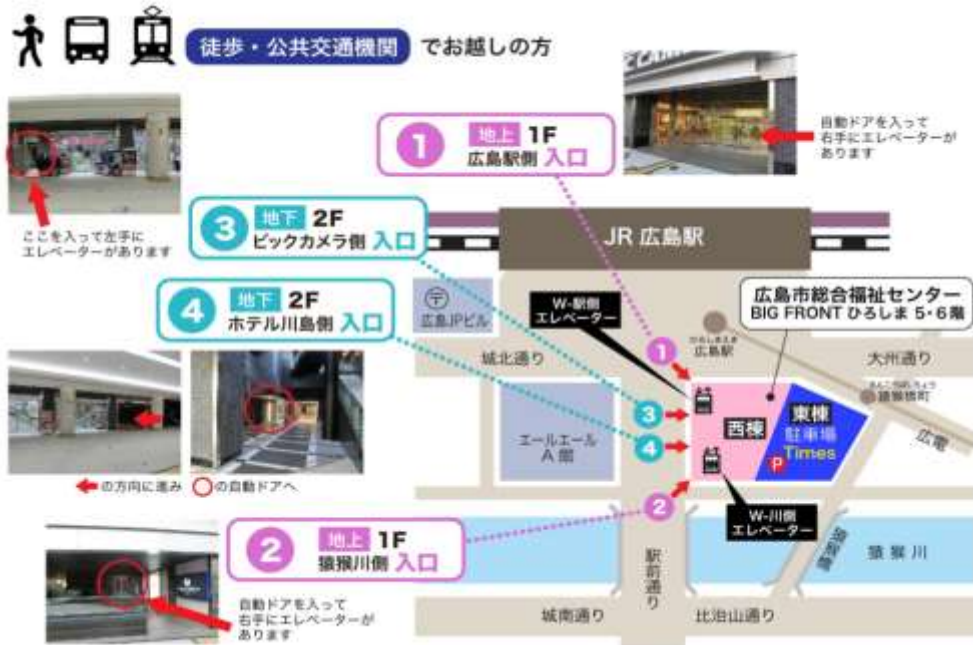 徒歩・公共交通機関 でお越しの方
自動ドアを入って
右手にエレベーターが
あります
1
地上 1F
広島駅側 入口
ここを入って左手に
エレベーターがあります
3
地下 2F
ビックカメラ側 入口
4
地下 2F
ホテル川島側 入口
JR 広島駅
〒
広島JPビル
W-駅側
エレベーター
広島市総合福祉センター
BIG FRONT ひろしま 5・6階
ひろしまえき
広島駅
城北通り
大州通り
1
猿猴橋町
3
4
エールエール
A 館
西棟
東棟
駐車場
Times
P
広電
の方向に進み
の自動ドアへ
2
W-川側
エレベーター
2
地上 1F
猿猴川側 入口
駅前通り
猿猴橋
猿猴川
自動ドアを入って
右手にエレベーターが
あります
城南通り
比治山通り